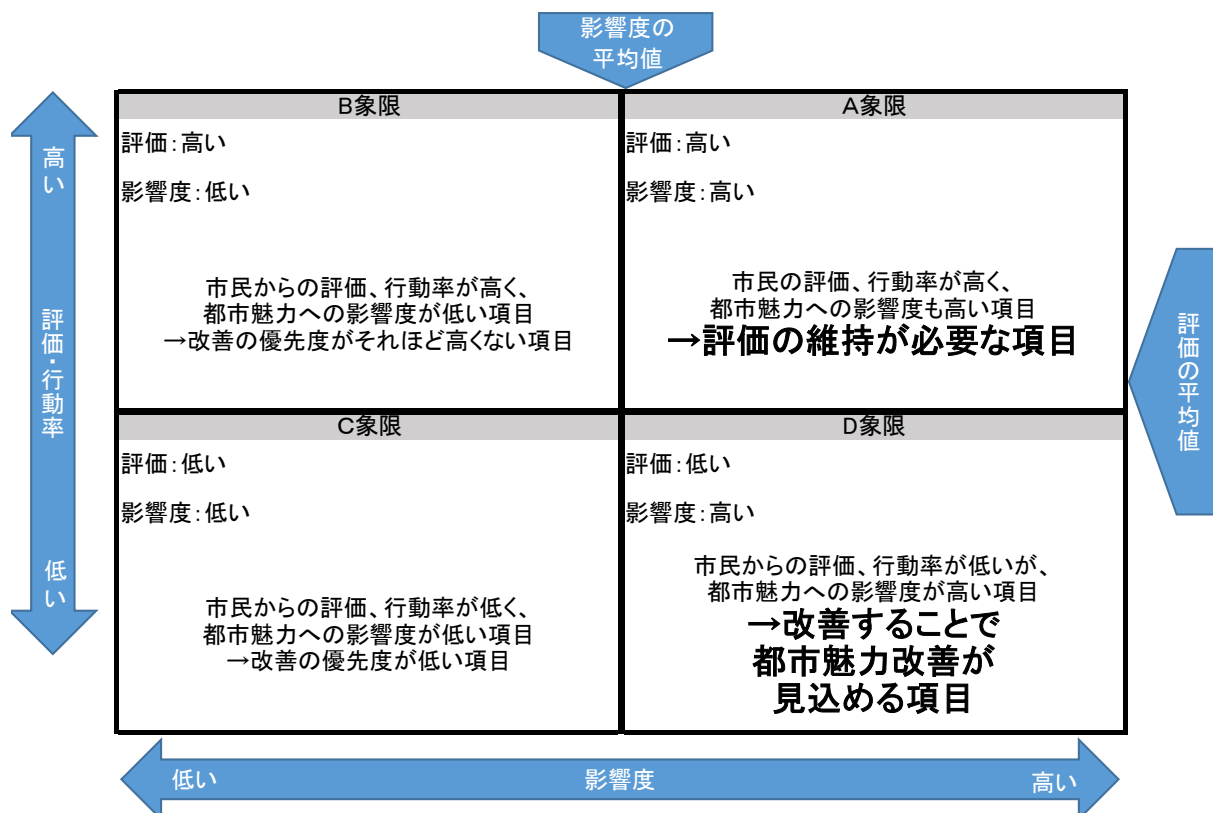 影響度の
平均値
B象限
評価：高い
影響度：低い
市民からの評価、行動率が高く、
都市魅力への影響度が低い項目
→改善の優先度がそれほど高くない項目
A象限
評価：高い
影響度：高い
市民の評価、行動率が高く、
都市魅力への影響度も高い項目
→評価の維持が必要な項目
C象限
評価：低い
影響度：低い
市民からの評価、行動率が低く、
都市魅力への影響度が低い項目
→改善の優先度が低い項目
D象限
評価：低い
影響度：高い
市民からの評価、行動率が低いが、
都市魅力への影響度が高い項目
→改善することで
都市魅力改善が
見込める項目
高い
評価・行動率
低い
評価の平均値
低い
影響度
高い